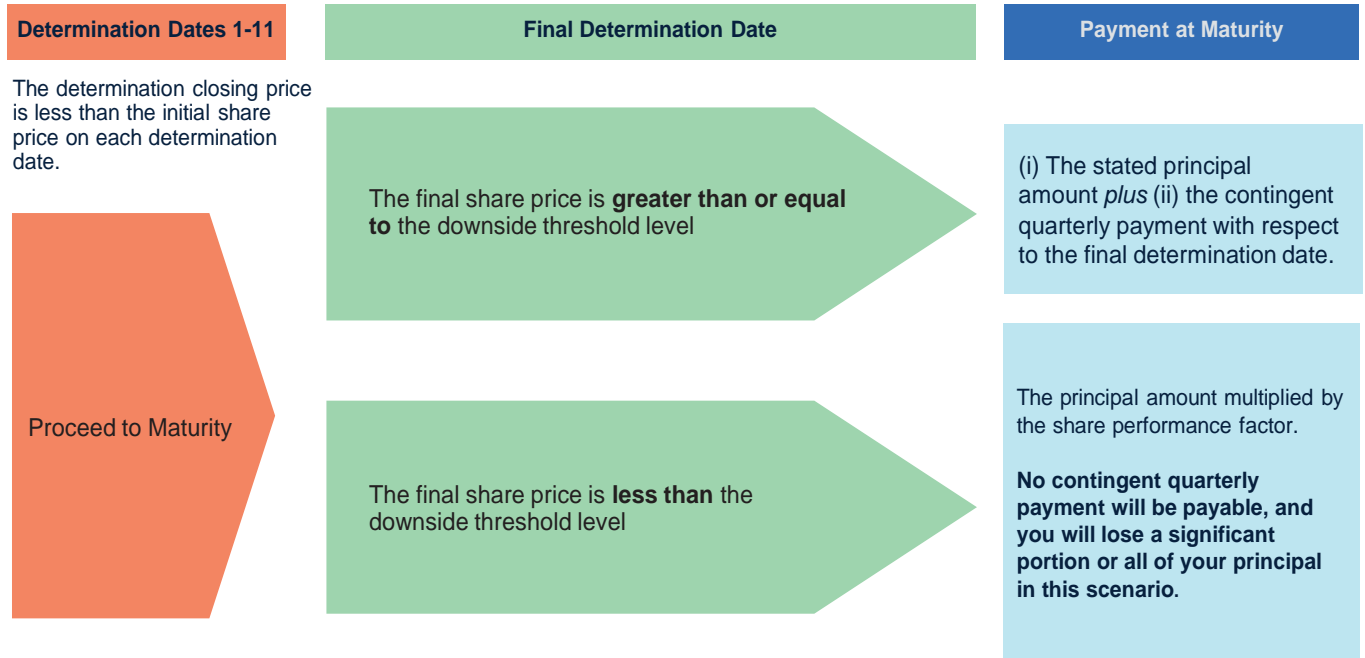 Determination Dates 1-11
Final Determination Date
Payment at Maturity
The determination closing price
is less than the initial share
price on each determination
date.
Proceed to Maturity
The final share price is greater than or equal
to the downside threshold level
(i) The stated principal
amount plus (ii) the contingent
quarterly payment with respect
to the final determination date.
The final share price is less than the
downside threshold level
The principal amount multiplied by
the share performance factor.
No contingent quarterly
payment will be payable, and
you will lose a significant
portion or all of your principal
in this scenario.